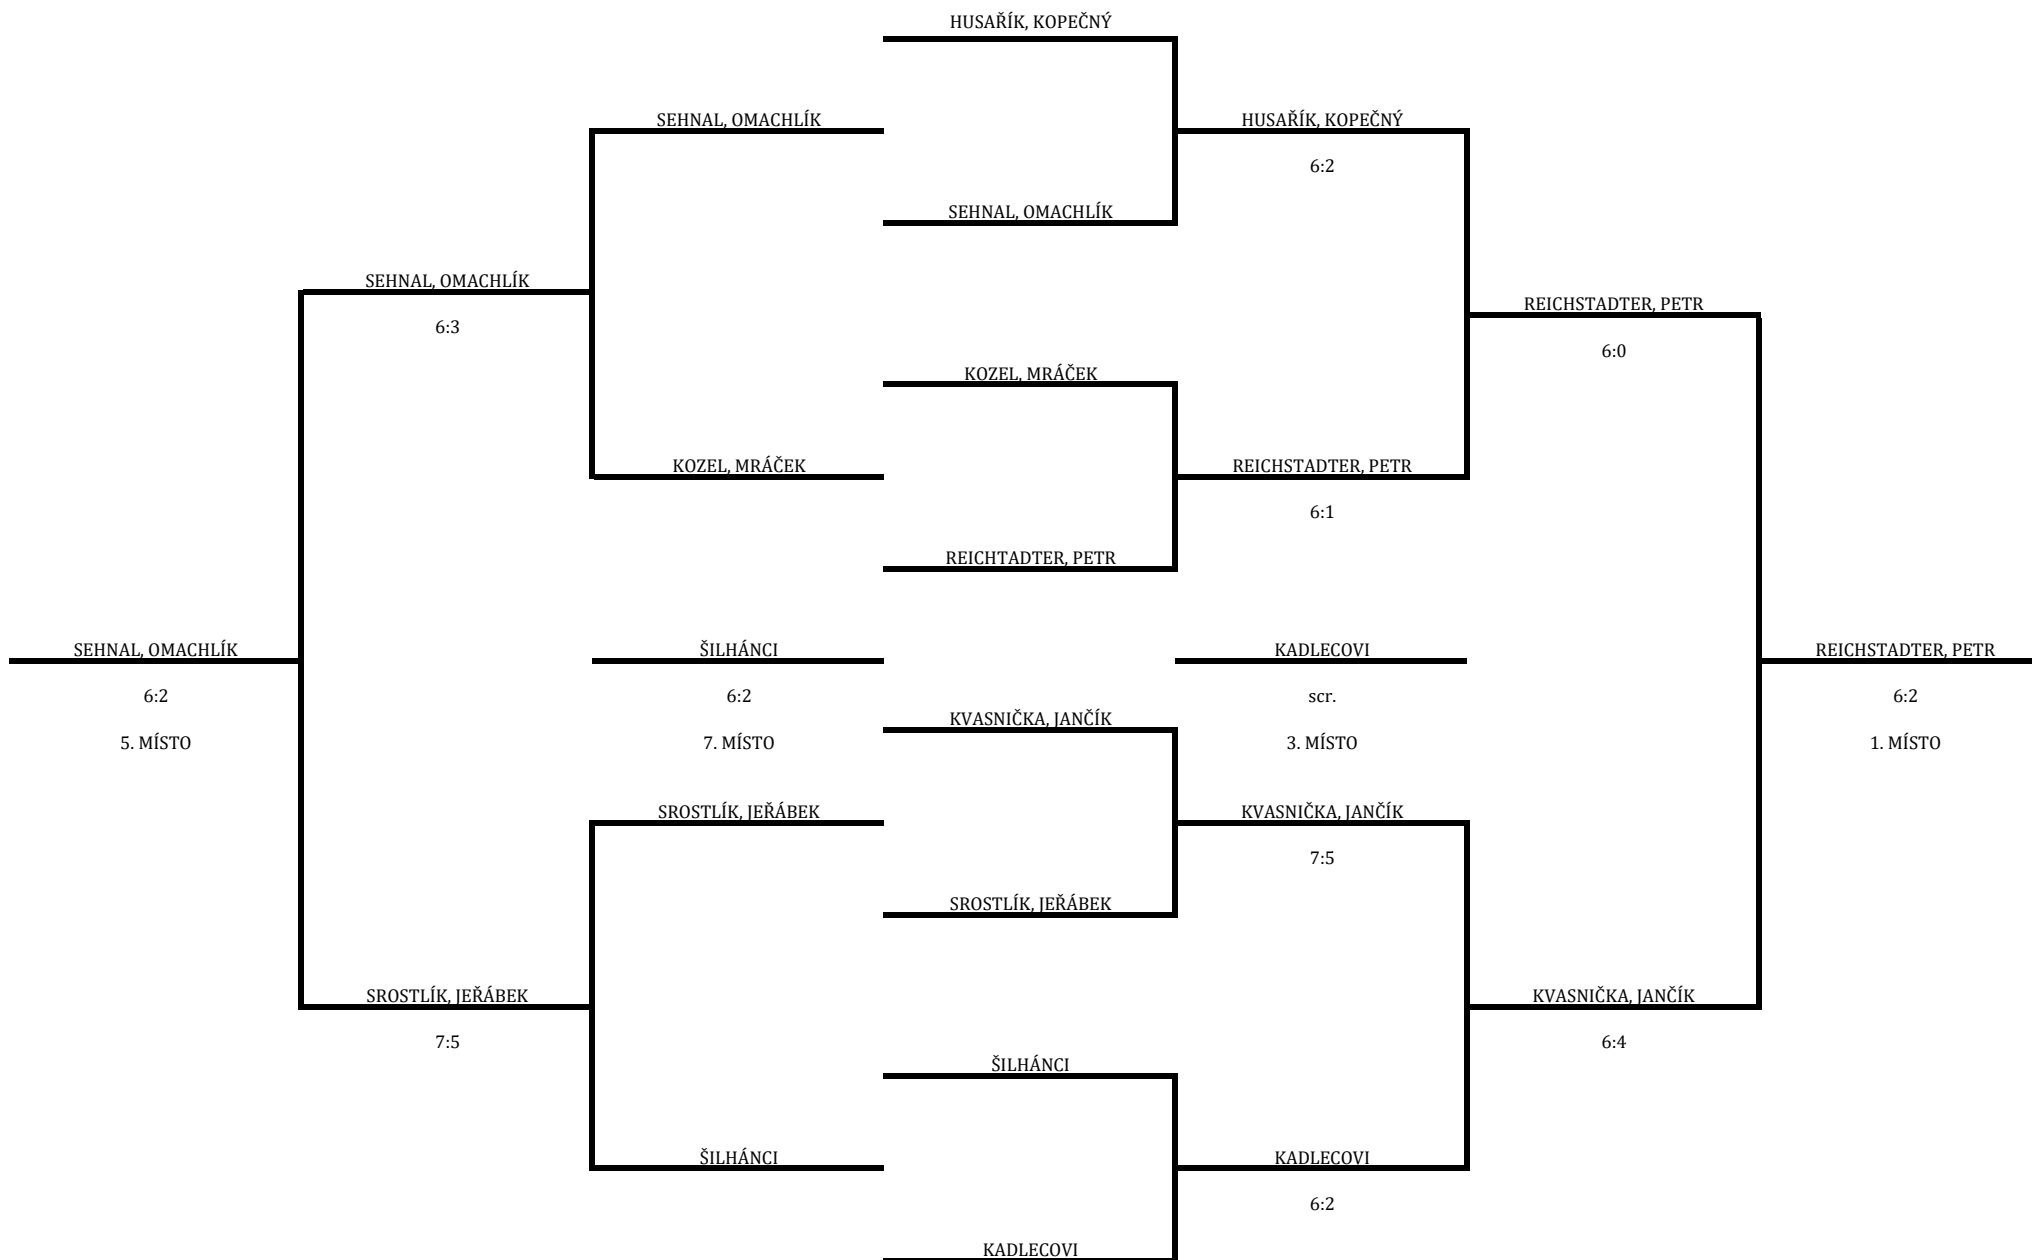 HUSAŘÍK, KOPEČNÝ
SEHNAL, OMACHLÍK
HUSAŘÍK, KOPEČNÝ
6:2
SEHNAL, OMACHLÍK
SEHNAL, OMACHLÍK
6:3
REICHSTADTER, PETR
6:0
KOZEL, MRÁČEK
KOZEL, MRÁČEK
REICHSTADTER, PETR
6:1
REICHTADTER, PETR
SEHNAL, OMACHLÍK
6:2
5. MÍSTO
ŠILHÁNCI
6:2
7. MÍSTO
KADLECOVI
scr.
3. MÍSTO
REICHSTADTER, PETR
6:2
1. MÍSTO
KVASNIČKA, JANČÍK
SROSTLÍK, JEŘÁBEK
KVASNIČKA, JANČÍK
7:5
SROSTLÍK, JEŘÁBEK
SROSTLÍK, JEŘÁBEK
7:5
KVASNIČKA, JANČÍK
6:4
ŠILHÁNCI
ŠILHÁNCI
KADLECOVI
6:2
KADLECOVI